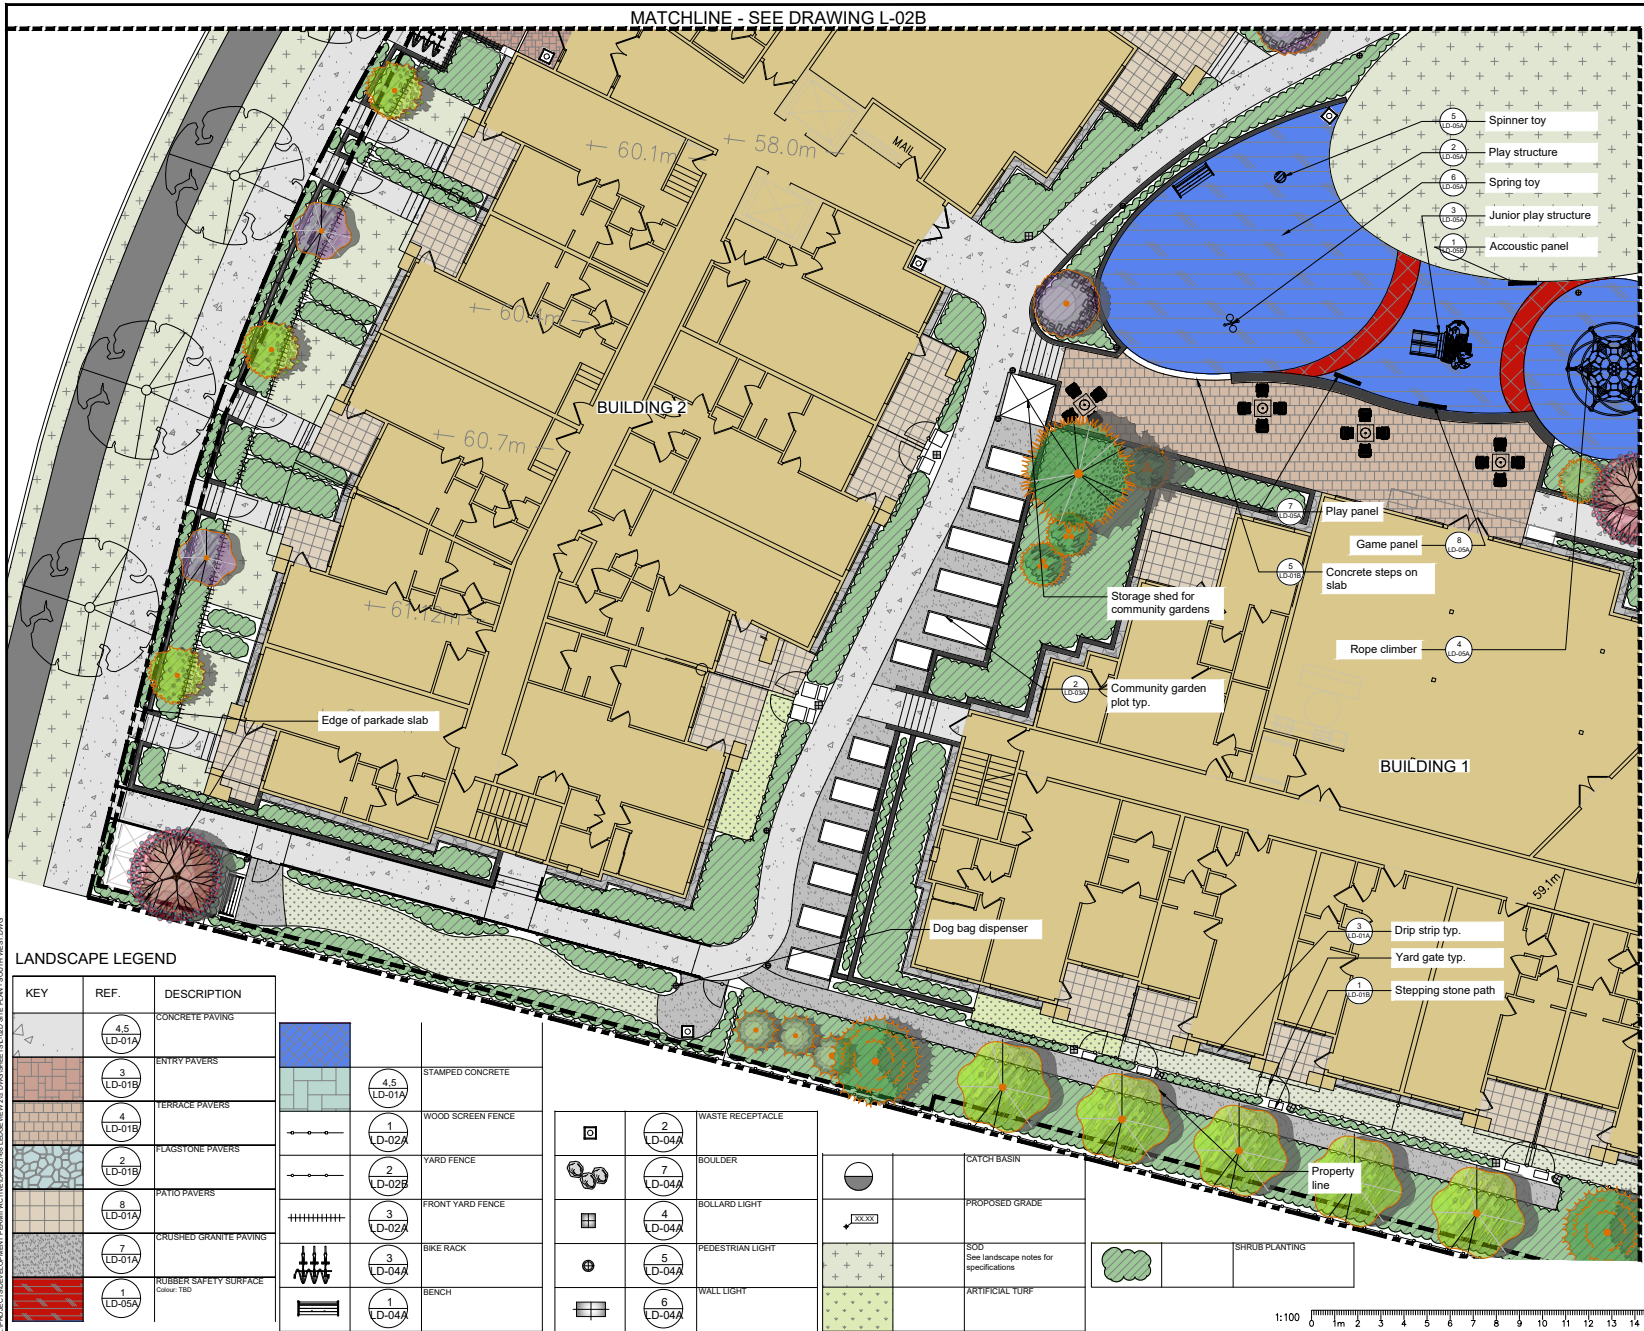 MATCHLINE - SEE DRAWING L-02B
5
LD-05A
Spinner toy
2
LD-05A
Play structure
6
LD-05A
Spring toy
3
LD-05A
Junior play structure
1
LD-05B
Accoustic panel
60.1m
58.0m
MAIL
60.4m
BUILDING 2
60.7m
61.12m
7
LD-05A
Play panel
Game panel
8
LD-05A
5
LD-01B
Concrete steps on
slab
Storage shed for
community gardens
Rope climber
4
LD-05A
2
LD-03A
Community garden
plot typ.
Edge of parkade slab
BUILDING 1
59.1m
Dog bag dispenser
3
LD-01A
Drip strip typ.
Yard gate typ.
1
LD-01B
Stepping stone path
Property
line
LANDSCAPE LEGEND
KEY
REF.
DESCRIPTION
4,5
LD-01A
CONCRETE PAVING
3
LD-01B
ENTRY PAVERS
4
LD-01B
TERRACE PAVERS
2
LD-01B
FLAGSTONE PAVERS
8
LD-01A
PATIO PAVERS
7
LD-01A
CRUSHED GRANITE PAVING
1
LD-05A
RUBBER SAFETY SURFACE
Colour: TBD
4,5
LD-01A
STAMPED CONCRETE
1
LD-02A
WOOD SCREEN FENCE
2
LD-02B
YARD FENCE
3
LD-02A
FRONT YARD FENCE
3
LD-04A
BIKE RACK
1
LD-04A
BENCH
2
LD-04A
WASTE RECEPTACLE
7
LD-04A
BOULDER
4
LD-04A
BOLLARD LIGHT
5
LD-04A
PEDESTRIAN LIGHT
6
LD-04A
WALL LIGHT
CATCH BASIN
XX.XX
PROPOSED GRADE
SOD
See landscape notes for
specifications
ARTIFICIAL TURF
SHRUB PLANTING
1:100
0 1m 2 3 4 5 6 7 8 9 10 11 12 13 14